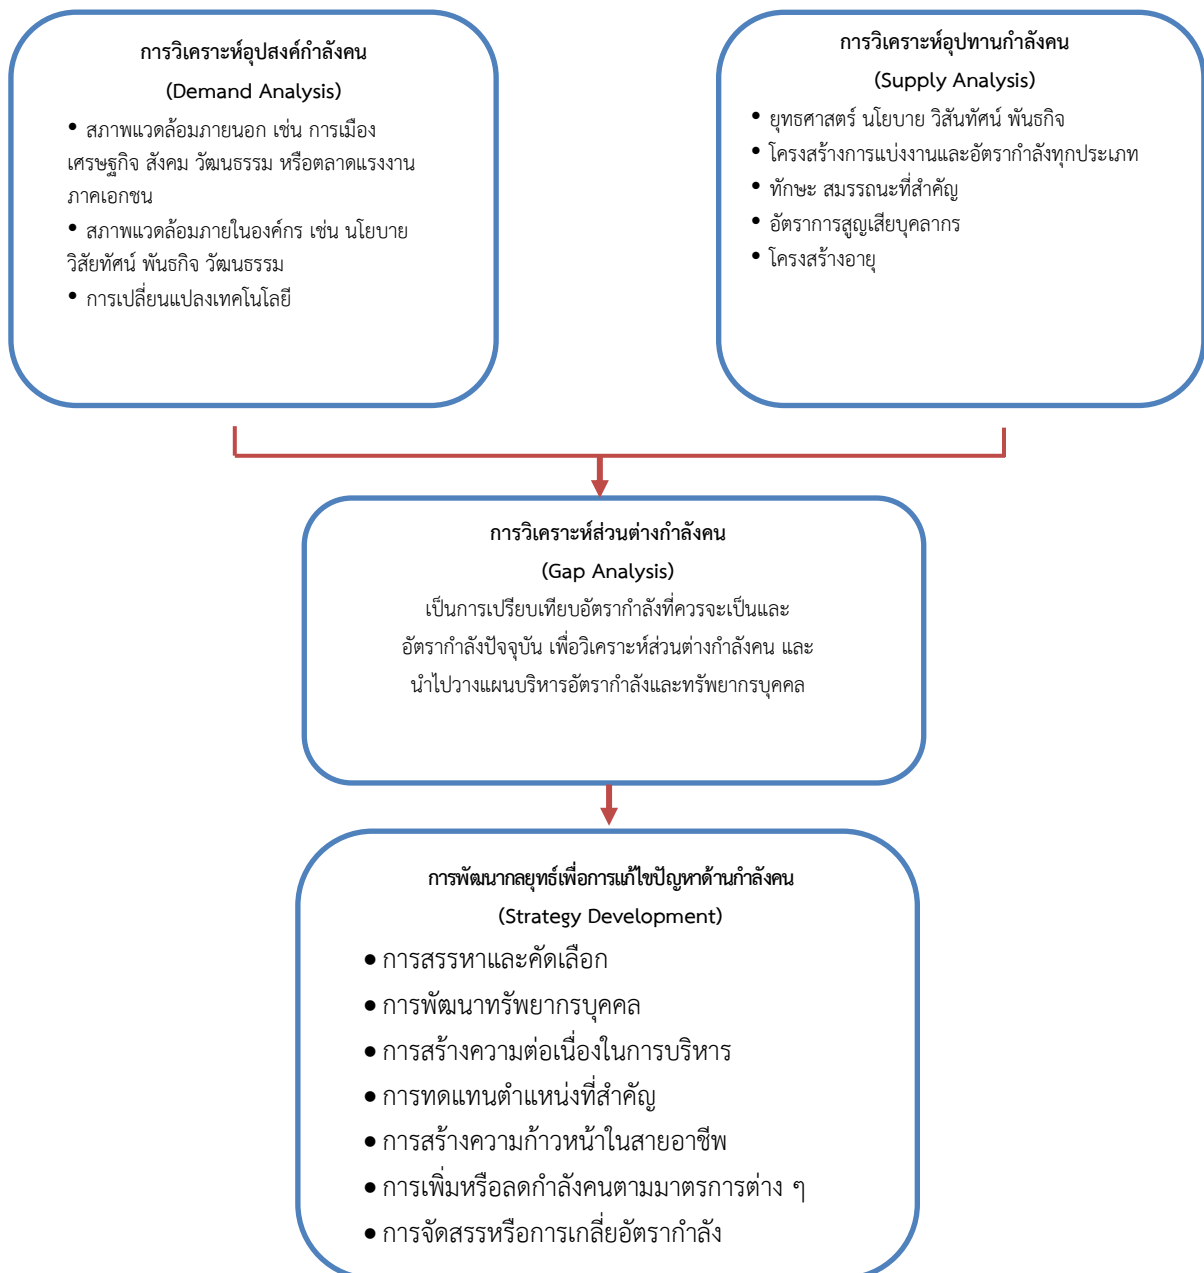 การวิเคราะห์อุปสงค์กำลังคน
(Demand Analysis)
• สภาพแวดล้อมภายนอก เช่น การเมือง
เศรษฐกิจ สังคม วัฒนธรรม หรือตลาดแรงงาน
ภาคเอกชน
• สภาพแวดล้อมภายในองค์กร เช่น นโยบาย
วิสัยทัศน์ พันธกิจ วัฒนธรรม
• การเปลี่ยนแปลงเทคโนโลยี
การวิเคราะห์อุปทานกำลังคน
(Supply Analysis)
• ยุทธศาสตร์ นโยบาย วิสันทัศน์ พันธกิจ
• โครงสร้างการแบ่งงานและอัตรากำลังทุกประเภท
• ทักษะ สมรรถนะที่สำคัญ
• อัตราการสูญเสียบุคลากร
• โครงสร้างอายุ
การวิเคราะห์ส่วนต่างกำลังคน
(Gap Analysis)
เป็นการเปรียบเทียบอัตรากำลังที่ควรจะเป็นและ
อัตรากำลังปัจจุบัน เพื่อวิเคราะห์ส่วนต่างกำลังคน และ
นำไปวางแผนบริหารอัตรากำลังและทรัพยากรบุคคล
การพัฒนากลยุทธ์เพื่อการแก้ไขปัญหาด้านกำลังคน
(Strategy Development)
• การสรรหาและคัดเลือก
• การพัฒนาทรัพยากรบุคคล
• การสร้างความต่อเนื่องในการบริหาร
• การทดแทนตำแหน่งที่สำคัญ
• การสร้างความก้าวหน้าในสายอาชีพ
• การเพิ่มหรือลดกำลังคนตามมาตรการต่าง ๆ
• การจัดสรรหรือการเกลี่ยอัตรากำลัง